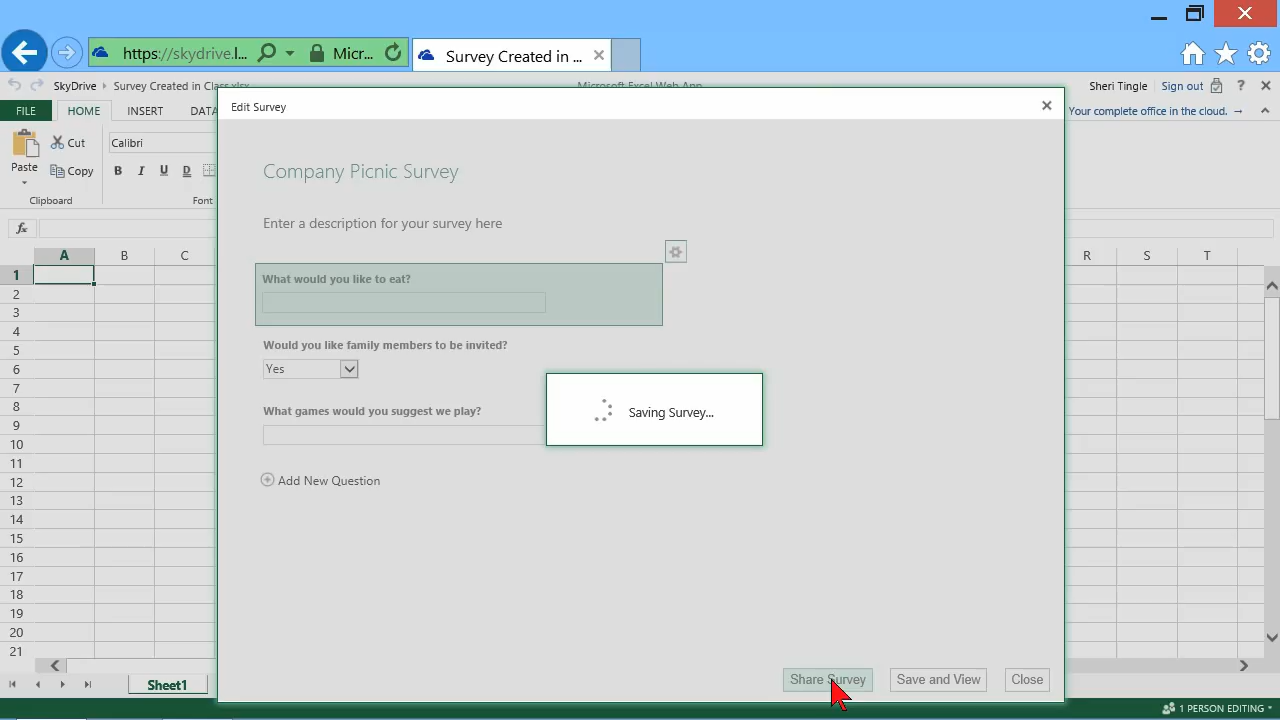 https://skydrive.l...
Micr...
Survey Created in ...
SkyDrive
Survey Created in Class.xlsx
Microsoft Excel Web App
Sheri Tingle
Sign out
?
FILE
HOME
INSERT
DATA
Your complete office in the cloud. →
Paste
Cut
Copy
Clipboard
Calibri
B I U D
Font
fx
Edit Survey
Company Picnic Survey
Enter a description for your survey here
What would you like to eat?
Would you like family members to be invited?
Yes
What games would you suggest we play?
Add New Question
Saving Survey...
Share Survey
Save and View
Close
A B C R S T
1
2
3
4
5
6
7
8
9
10
11
12
13
14
15
16
17
18
19
20
21
Sheet1
1 PERSON EDITING